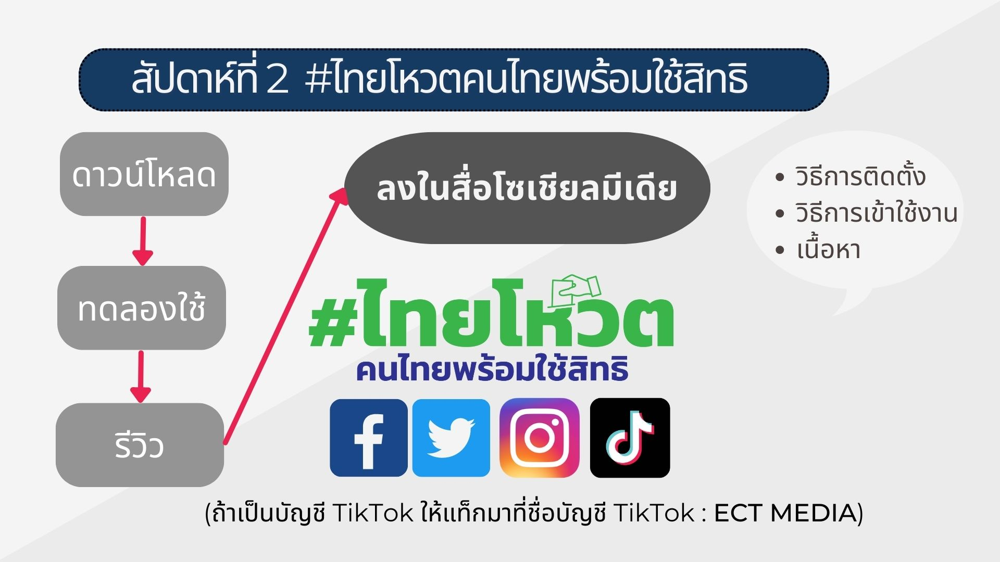 สัปดาห์ที่ 2 #ไทยโหวตคนไทยพร้อมใช้สิทธิ
ดาวน์โหลด
ทดลองใช้
รีวิว
ลงในสื่อโซเชียลมีเดีย
• วิธีการติดตั้ง
• วิธีการเข้าใช้งาน
• เนื้อหา
#ไทยโหวต
คนไทยพร้อมใช้สิทธิ
(ถ้าเป็นบัญชี TikTok ให้แท็กมาที่ชื่อบัญชี TikTok : ECT MEDIA)